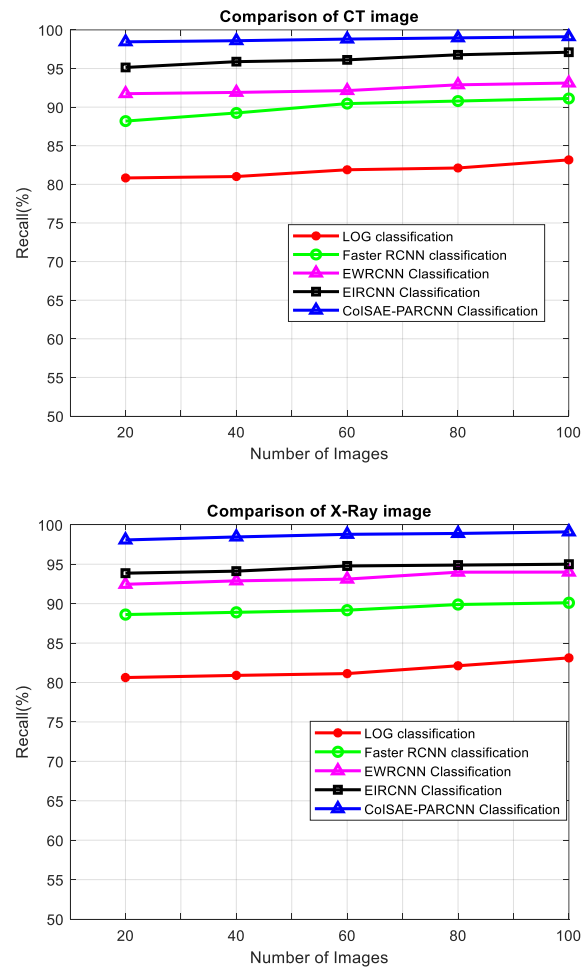 Comparison of CT image
100
95
90
85
80
75
70
65
60
55
50
Recall(%)
LOG classification
Faster RCNN classification
EWRCNN Classification
EIRCNN Classification
CoISAE-PARCNN Classification
20 40 60 80 100
Number of Images
Comparison of X-Ray image
100
95
90
85
80
75
70
65
60
55
50
Recall(%)
LOG classification
Faster RCNN classification
EWRCNN Classification
EIRCNN Classification
CoISAE-PARCNN Classification
20 40 60 80 100
Number of Images